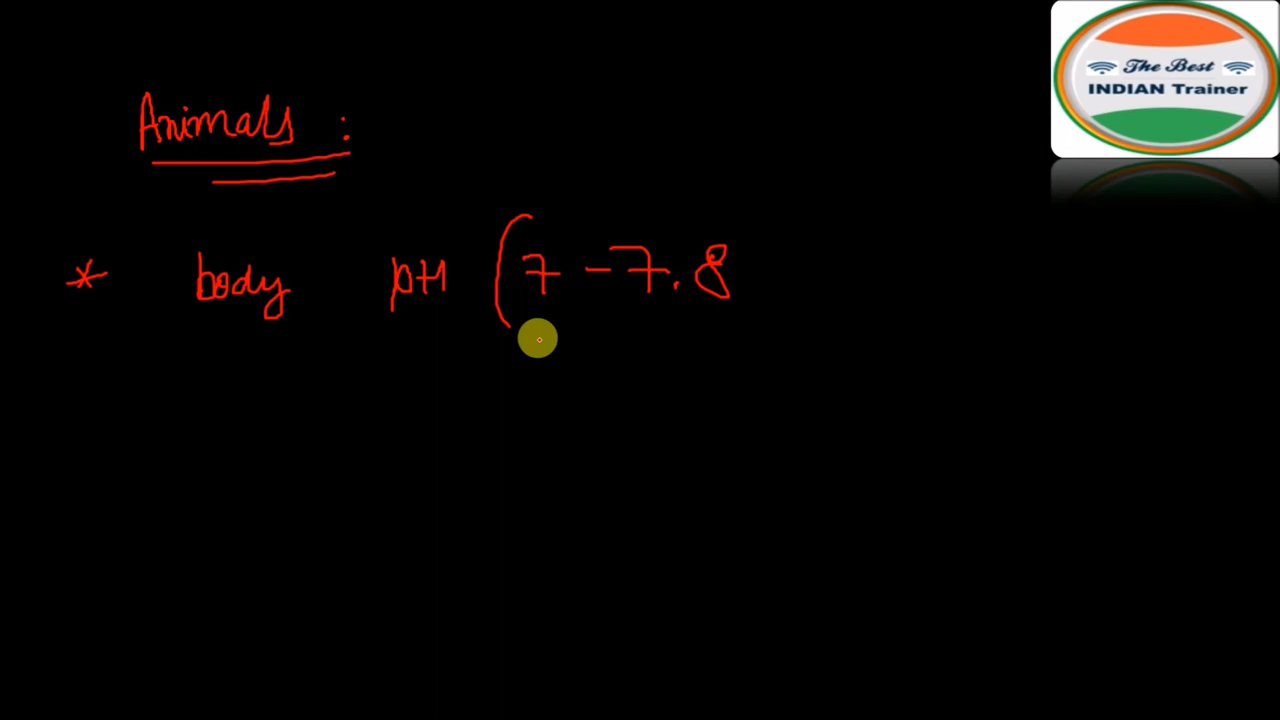 The Best
INDIAN Trainer
Animals :
* body pH (7 - 7.8